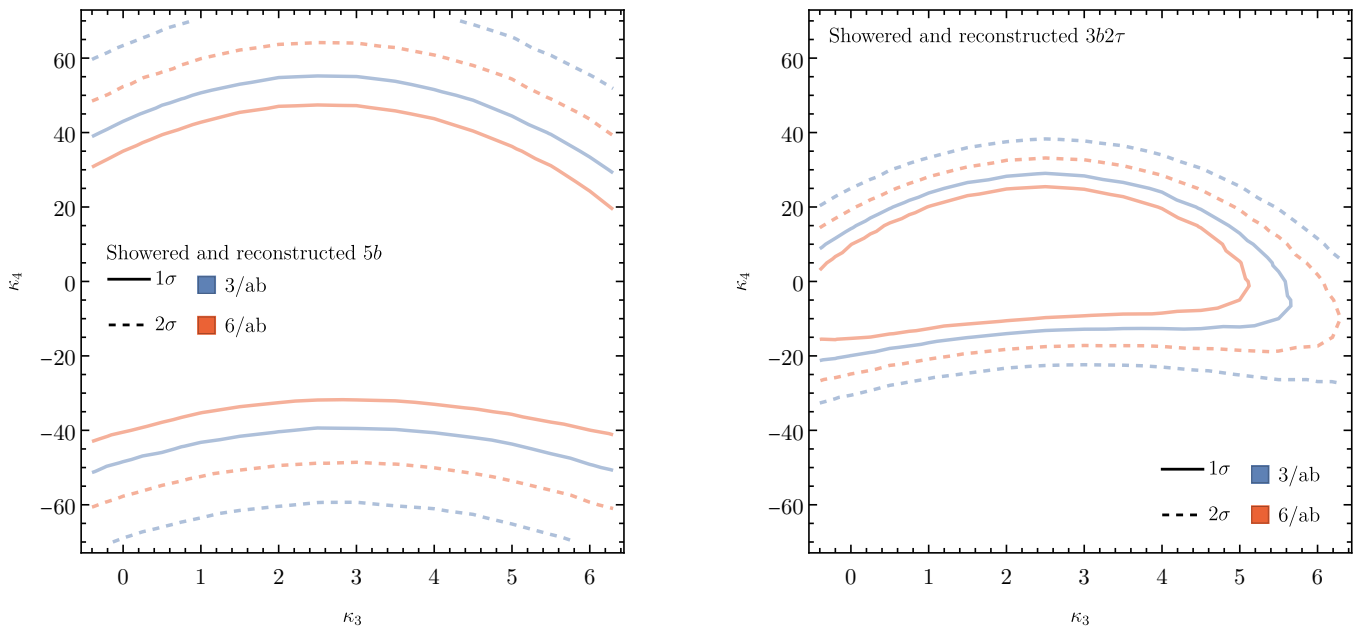 60
40
20
0
−20
−40
−60
κ4
Showered and reconstructed 5b
1σ 3/ab
2σ 6/ab
0 1 2 3 4 5 6
κ3
Showered and reconstructed 3b2τ
60
40
20
0
−20
−40
−60
κ4
1σ 3/ab
2σ 6/ab
0 1 2 3 4 5 6
κ3